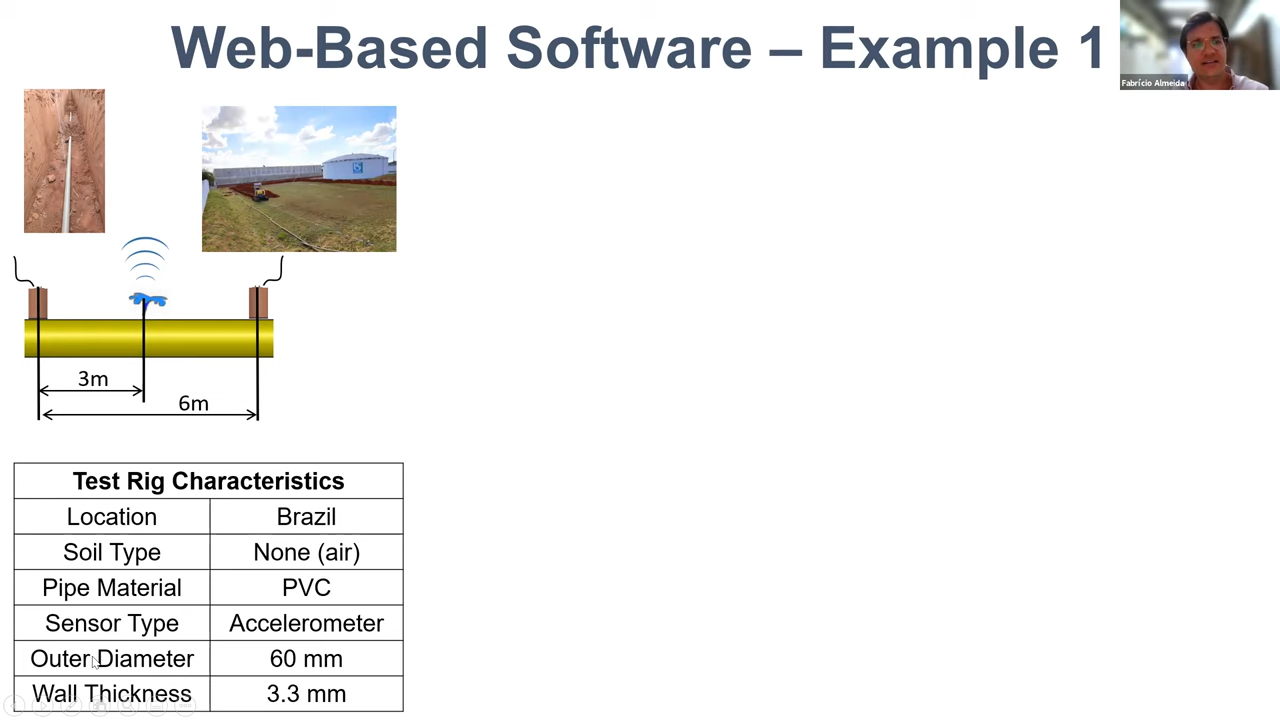 Web-Based Software – Example 1
Fabrício Almeida
3m
6m
Test Rig Characteristics
Location Brazil
Soil Type None (air)
Pipe Material PVC
Sensor Type Accelerometer
Outer Diameter 60 mm
Wall Thickness 3.3 mm